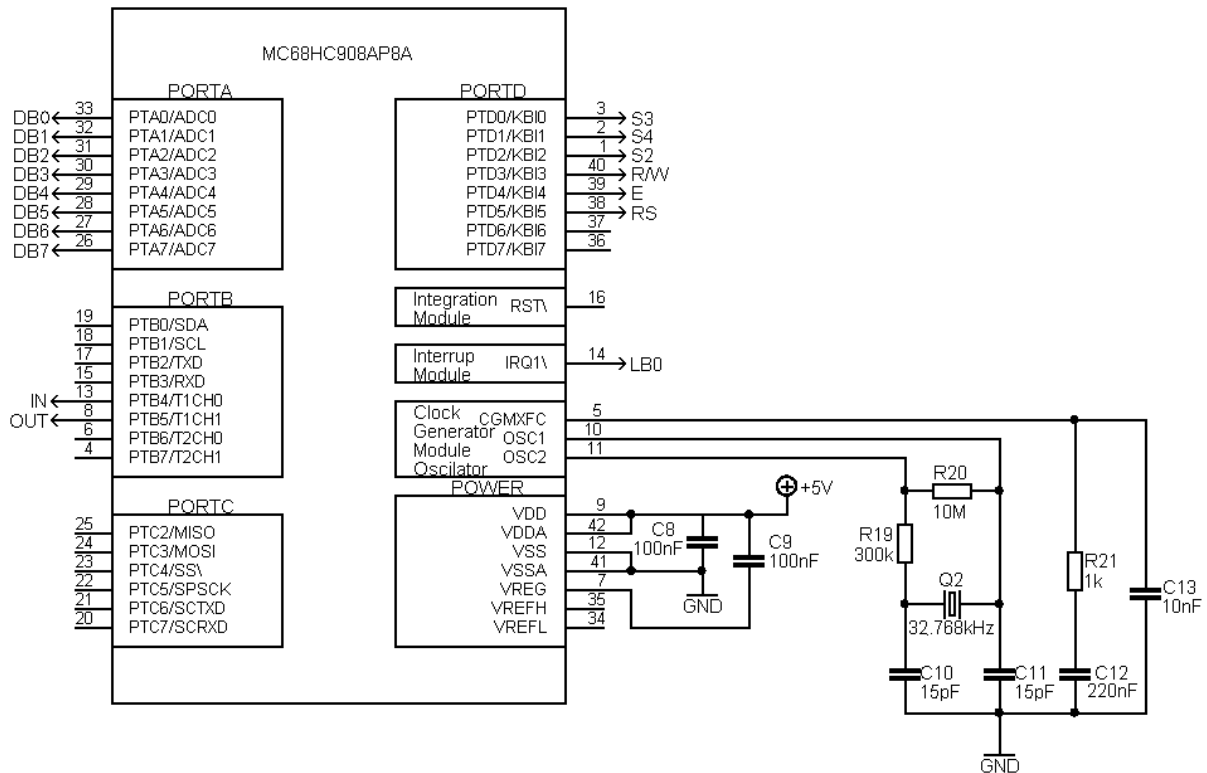 MC68HC908AP8A
PORTA
DB0 33 PTA0/ADC0
DB1 32 PTA1/ADC1
DB2 31 PTA2/ADC2
DB3 30 PTA3/ADC3
DB4 29 PTA4/ADC4
DB5 28 PTA5/ADC5
DB6 27 PTA6/ADC6
DB7 26 PTA7/ADC7
PORTD
PTD0/KBI0 3 S3
PTD1/KBI1 2 S4
PTD2/KBI2 1 S2
PTD3/KBI3 40 R/W
PTD4/KBI4 39 E
PTD5/KBI5 38 RS
PTD6/KBI6 37
PTD7/KBI7 36
PORTB
19 PTB0/SDA
18 PTB1/SCL
17 PTB2/TXD
15 PTB3/RXD
IN 13 PTB4/T1CH0
OUT 8 PTB5/T1CH1
6 PTB6/T2CH0
4 PTB7/T2CH1
Integration
Module
RST\ 16
Interrup
Module
IRQ1\ 14 LB0
Clock
Generator
Module
Oscilator
CGMXFC 5
OSC1 10
OSC2 11
PORTC
25 PTC2/MISO
24 PTC3/MOSI
23 PTC4/SS\
22 PTC5/SPSCK
21 PTC6/SCTXD
20 PTC7/SCRXD
POWER
VDD 9
VDDA 42
VSS 12
VSSA 41
VREG 7
VREFH 35
VREFL 34
+5V
C8
100nF
C9
100nF
GND
R20
10M
R19
300k
Q2
32.768kHz
R21
1k
C13
10nF
C10
15pF
C11
15pF
C12
220nF
GND